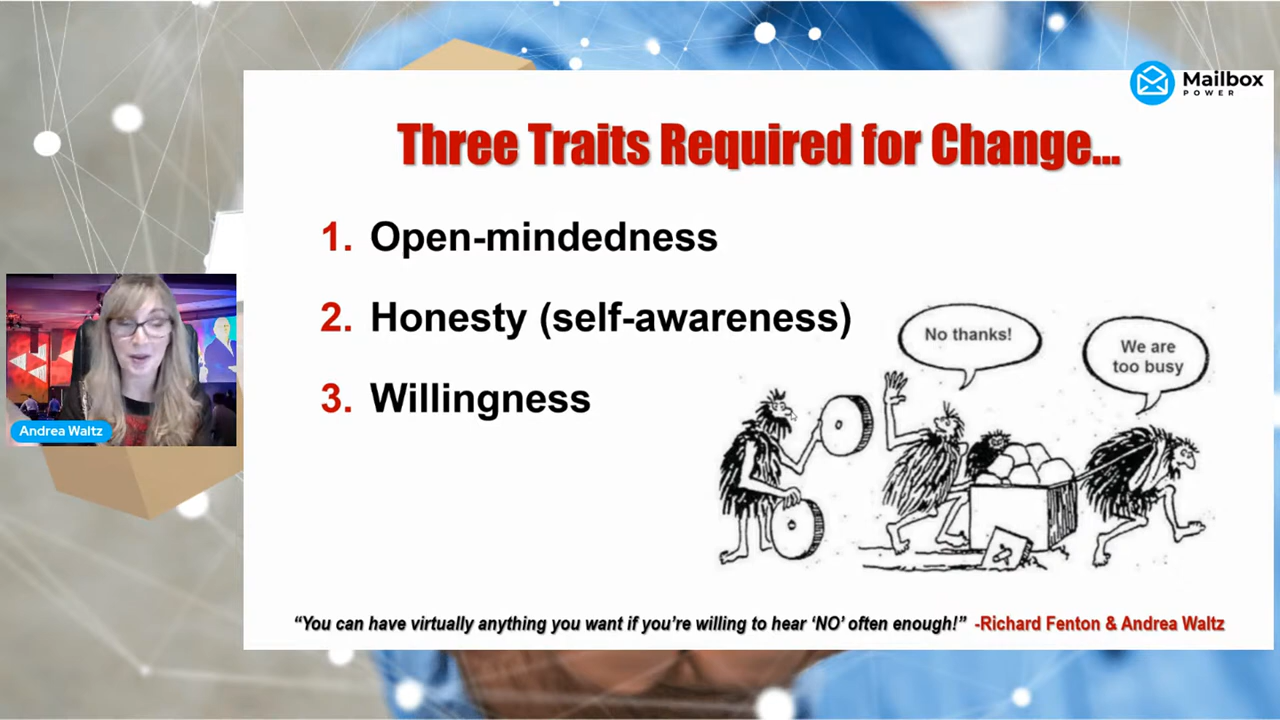 Mailbox
POWER
Three Traits Required for Change...
1. Open-mindedness
2. Honesty (self-awareness)
3. Willingness
No thanks!
We are
too busy
Andrea Waltz
“You can have virtually anything you want if you’re willing to hear ‘NO’ often enough!” -Richard Fenton & Andrea Waltz